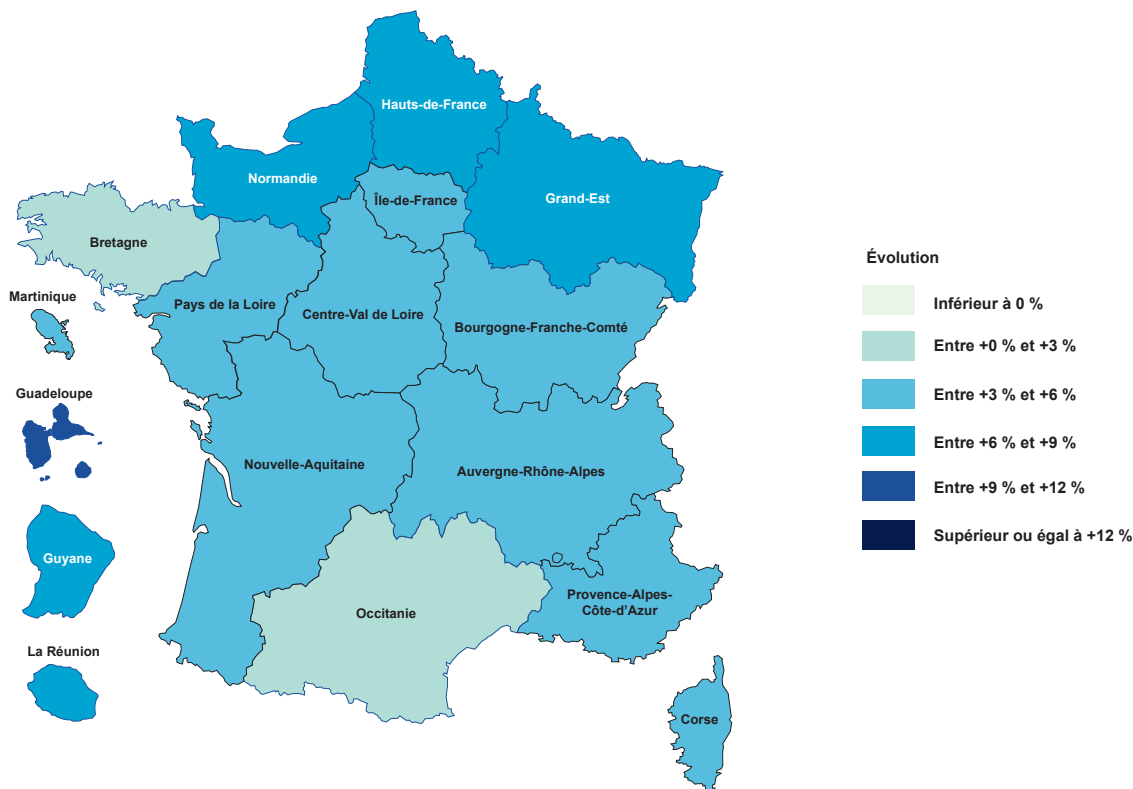 Hauts-de-France
Normandie
Île-de-France
Grand-Est
Bretagne
Martinique
Pays de la Loire
Centre-Val de Loire
Bourgogne-Franche-Comté
Guadeloupe
Nouvelle-Aquitaine
Auvergne-Rhône-Alpes
Guyane
Provence-Alpes-
Côte-d'Azur
Occitanie
La Réunion
Corse
Évolution
Inférieur à 0 %
Entre +0 % et +3 %
Entre +3 % et +6 %
Entre +6 % et +9 %
Entre +9 % et +12 %
Supérieur ou égal à +12 %